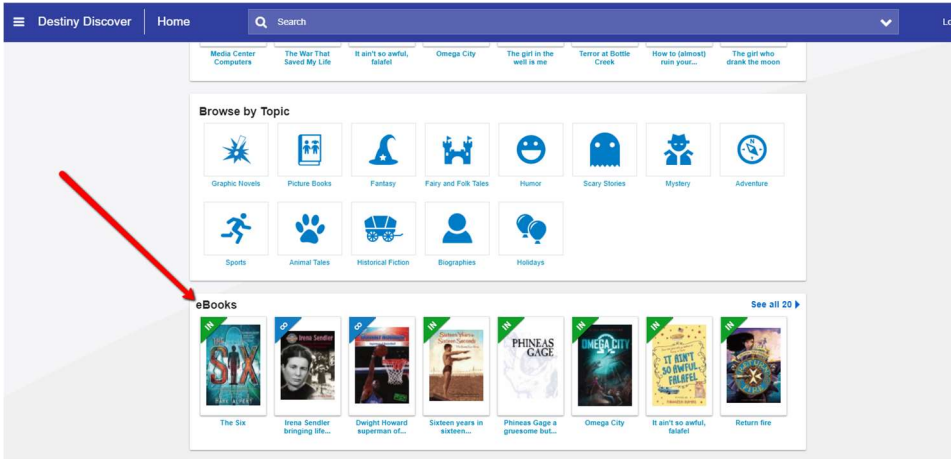 Destiny Discover Home Search Lo
Media Center Computers
The War That Saved My Life
It ain't so awful, falafel
Omega City
The girl in the well is me
Terror at Bottle Creek
How to (almost) ruin your...
The girl who drank the moon
Browse by Topic
Graphic Novels Picture Books Fantasy Fairy and Folk Tales Humor Scary Stories Mystery Adventure
Sports Animal Tales Historical Fiction Biographies Holidays
eBooks See all 20
IN
THE SIX
∞
Irena Sendler
∞
IN
Sixteen Years
Sixteen Seconds
IN
PHINEAS
GAGE
IN
OMEGA CITY
IN
IT AIN'T
SO AWFUL,
FALAFEL
IN
The Six
Irena Sendler bringing life...
Dwight Howard superman of...
Sixteen years in sixteen...
Phineas Gage a gruesome but...
Omega City
It ain't so awful, falafel
Return fire